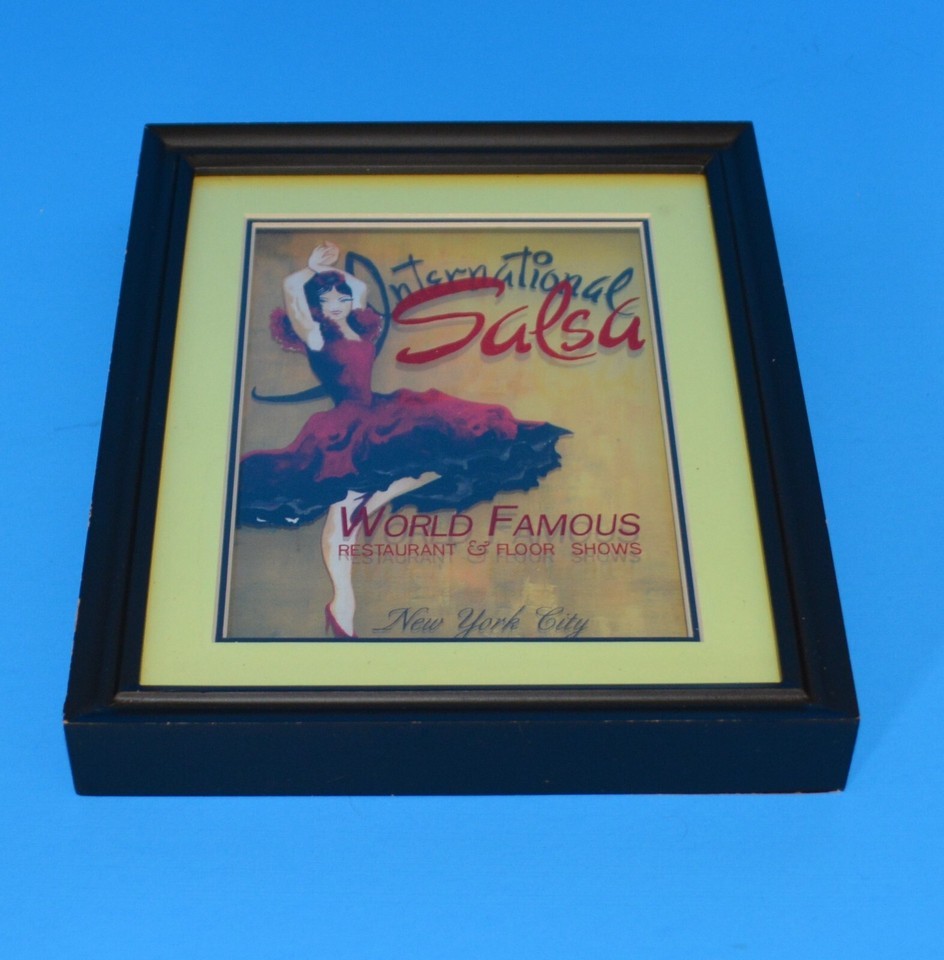 International
Salsa
WORLD FAMOUS
RESTAURANT & FLOOR SHOWS
New York City